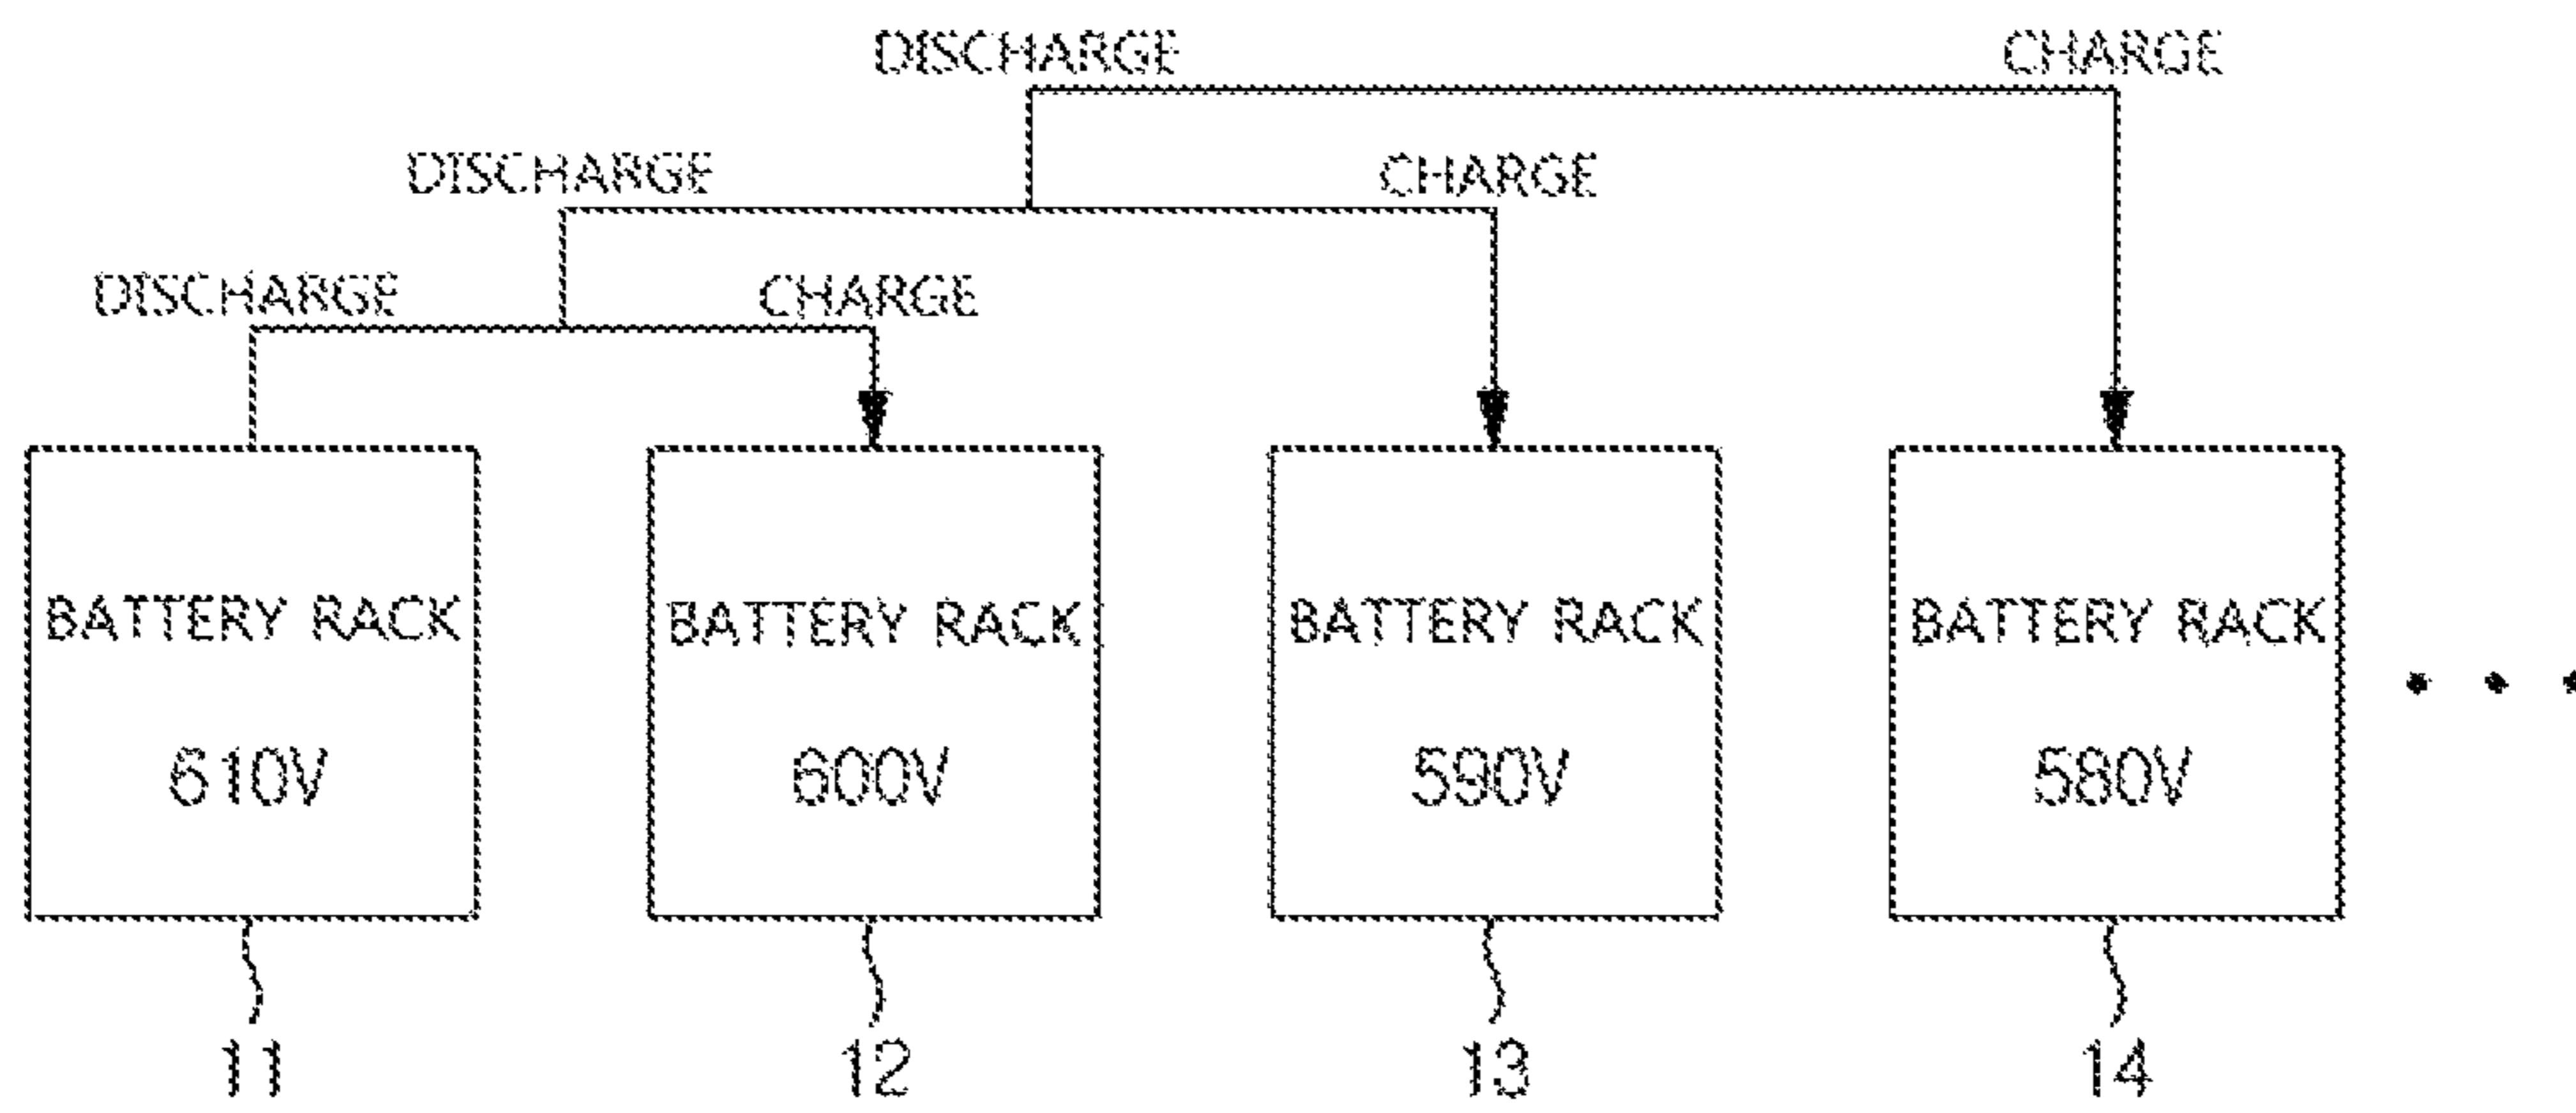 DISCHARGE CHARGE
DISCHARGE CHARGE
DISCHARGE CHARGE
BATTERY RACK BATTERY RACK BATTERY RACK BATTERY RACK
610V 600V 590V 580V
11 12 13 14